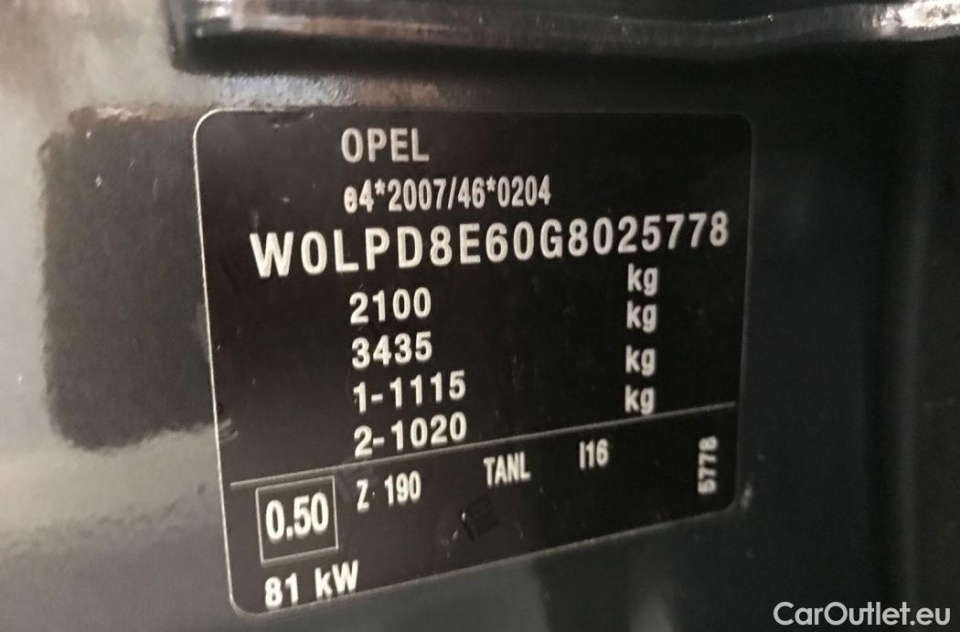 OPEL
e4*2007/46*0204
W0LPD8E60G8025778
2100 kg
3435 kg
1-1115 kg
2-1020 kg
0.50 Z 190 TANL I16 5778
81 kW
CarOutlet.eu